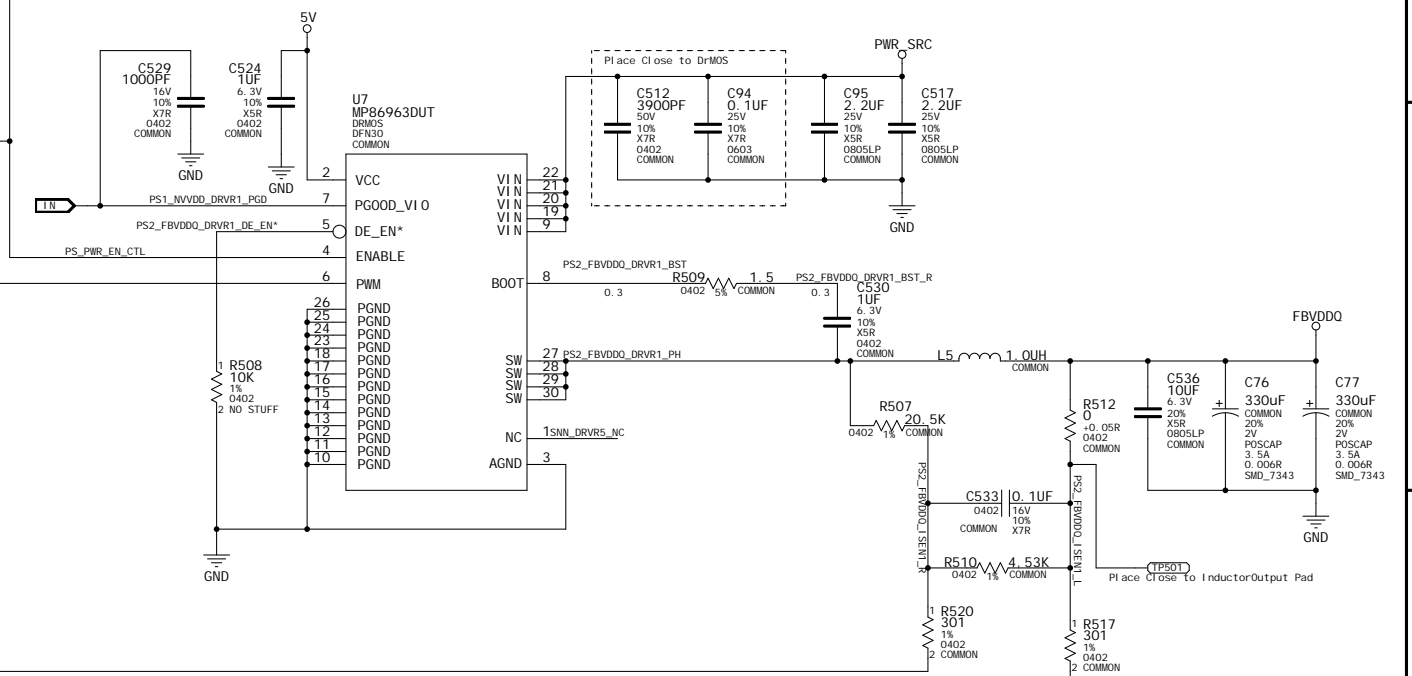 5V
C529
1000PF
16V
10%
X7R
0402
COMMON
GND
C524
1UF
6.3V
10%
X5R
0402
COMMON
GND
U7
MP86963DUT
DRMOS
DFN30
COMMON
Place Close to DrMOS
C512
3900PF
50V
10%
X7R
0402
COMMON
C94
0.1UF
25V
10%
X7R
0603
COMMON
C95
2.2UF
25V
10%
X5R
0805LP
COMMON
PWR_SRC
C517
2.2UF
25V
10%
X5R
0805LP
COMMON
GND
IN
PS1_NVVDD_DRVR1_PGD
PS2_FBVDDQ_DRVR1_DE_EN*
PS_PWR_EN_CTL
2 VCC
7 PGOOD_VIO
5 DE_EN*
4 ENABLE
6 PWM
26 PGND
25 PGND
24 PGND
23 PGND
18 PGND
17 PGND
16 PGND
15 PGND
14 PGND
13 PGND
12 PGND
11 PGND
10 PGND
VIN 22
VIN 21
VIN 20
VIN 19
VIN 9
BOOT 8
SW 27
SW 28
SW 29
SW 30
NC 1
AGND 3
PS2_FBVDDQ_DRVR1_BST
0.3
R509
1.5
0402 5% COMMON
PS2_FBVDDQ_DRVR1_BST_R
0.3
C530
1UF
6.3V
10%
X5R
0402
COMMON
PS2_FBVDDQ_DRVR1_PH
SNN_DRVR5_NC
L5 1.0UH
COMMON
FBVDDQ
1 R508
10K
1%
0402
2 NO STUFF
GND
R507
20.5K
0402 1% COMMON
R512
0
+0.05R
0402
COMMON
C536
10UF
6.3V
20%
X5R
0805LP
COMMON
C76
+ 330uF
COMMON
20%
2V
POSCAP
3.5A
0.006R
SMD_7343
C77
+ 330uF
COMMON
20%
2V
POSCAP
3.5A
0.006R
SMD_7343
GND
PS2_FBVDDQ_ISEN1_R
PS2_FBVDDQ_ISEN1_L
C533 0.1UF
0402 16V
10%
COMMON X7R
R510 4.53K
0402 1% COMMON
TP501
Place Close to InductorOutput Pad
1 R520
301
1%
0402
2 COMMON
1 R517
301
1%
0402
2 COMMON